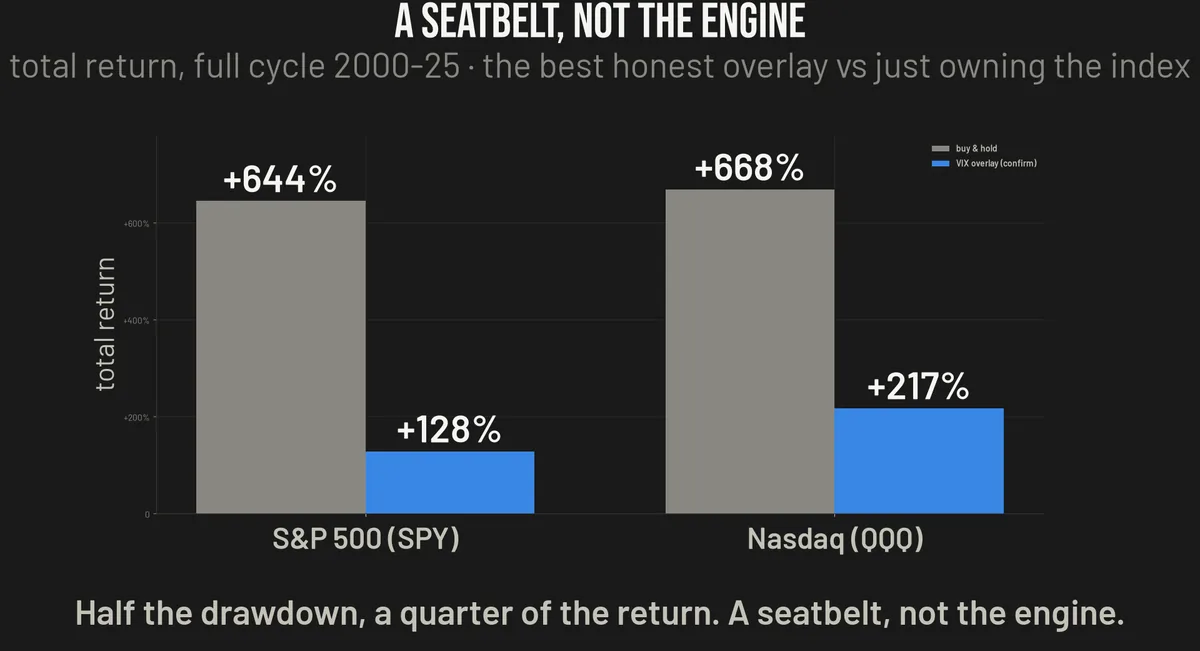 A SEATBELT, NOT THE ENGINE
total return, full cycle 2000-25 · the best honest overlay vs just owning the index
buy & hold
VIX overlay (confirm)
+644%
+128%
+668%
+217%
+600%
+400%
+200%
0
total return
S&P 500 (SPY)
Nasdaq (QQQ)
Half the drawdown, a quarter of the return. A seatbelt, not the engine.